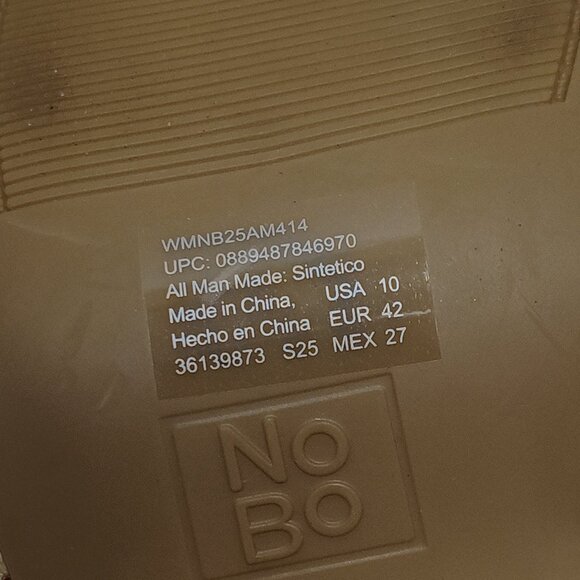 WMNB25AM414
UPC: 0889487846970
All Man Made: Sintetico
Made in China, USA 10
Hecho en China EUR 42
36139873 S25 MEX 27
NO
BO